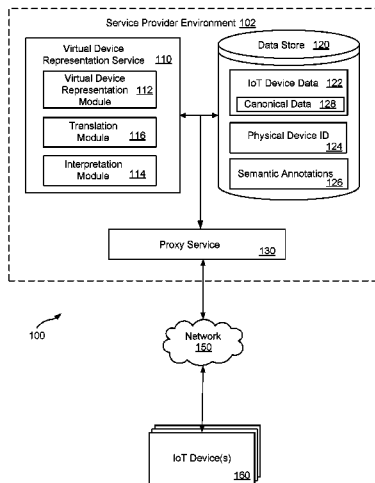 Service Provider Environment 102
Virtual Device
Representation Service 110
Virtual Device
Representation Module 112
Translation
Module 116
Interpretation
Module 114
Data Store 120
IoT Device Data 122
Canonical Data 128
Physical Device ID
124
Semantic Annotations
126
Proxy Service
130
100
Network
150
IoT Device(s)
160